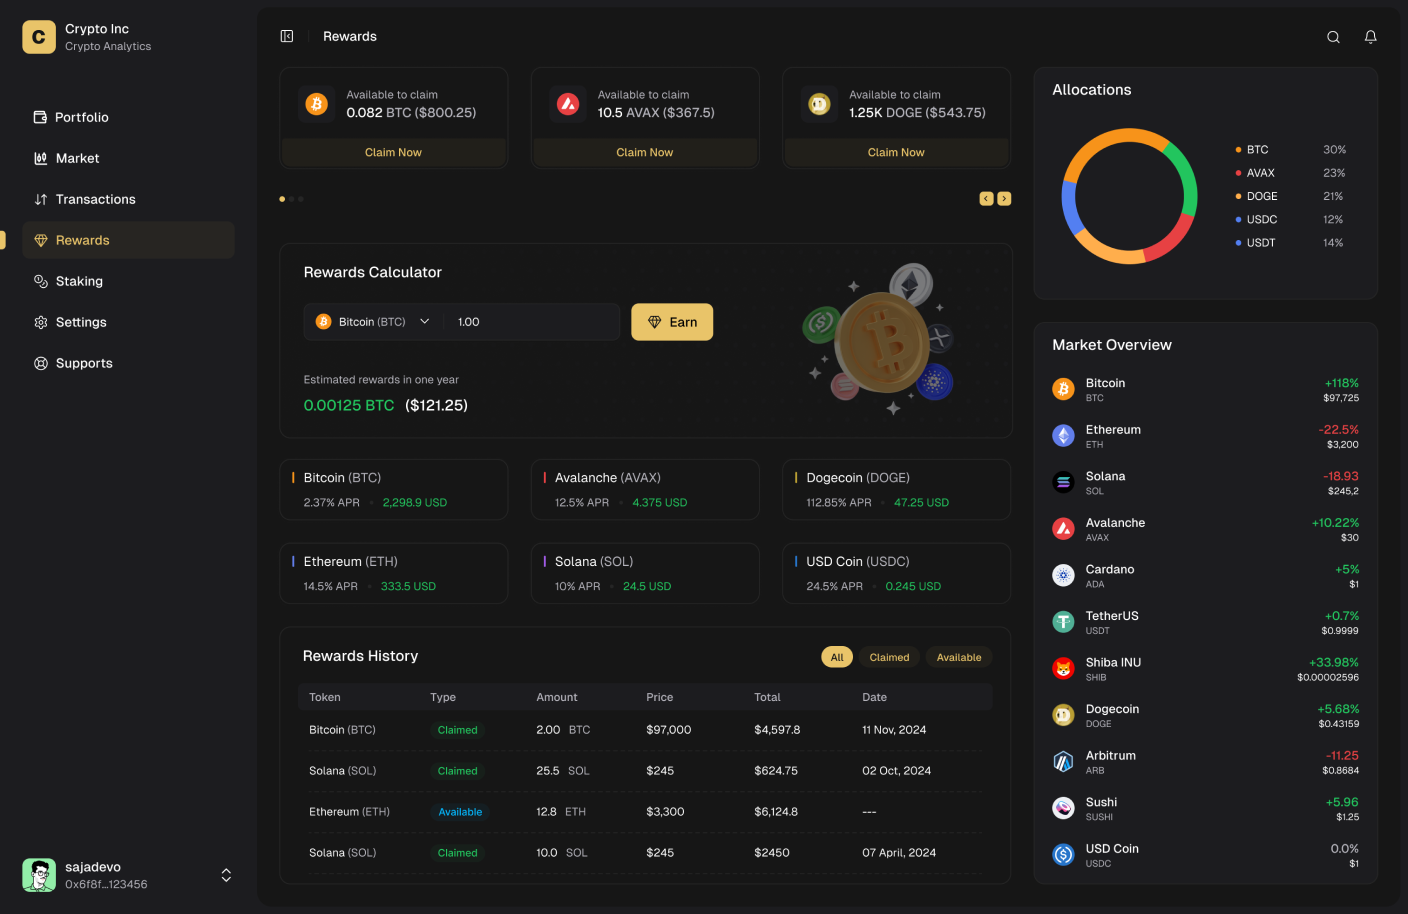 C
Crypto Inc
Crypto Analytics
Portfolio
Market
Transactions
Rewards
Staking
Settings
Supports
sajadevo
0x6f8f...123456
Rewards
Available to claim
0.082 BTC ($800.25)
Claim Now
Available to claim
10.5 AVAX ($367.5)
Claim Now
Available to claim
1.25K DOGE ($543.75)
Claim Now
Rewards Calculator
Bitcoin (BTC) 1.00
Earn
Estimated rewards in one year
0.00125 BTC ($121.25)
Bitcoin (BTC)
2.37% APR 2,298.9 USD
Avalanche (AVAX)
12.5% APR 4.375 USD
Dogecoin (DOGE)
112.85% APR 47.25 USD
Ethereum (ETH)
14.5% APR 333.5 USD
Solana (SOL)
10% APR 24.5 USD
USD Coin (USDC)
24.5% APR 0.245 USD
Rewards History
All Claimed Available
Token Type Amount Price Total Date
Bitcoin (BTC) Claimed 2.00 BTC $97,000 $4,597.8 11 Nov, 2024
Solana (SOL) Claimed 25.5 SOL $245 $624.75 02 Oct, 2024
Ethereum (ETH) Available 12.8 ETH $3,300 $6,124.8 ---
Solana (SOL) Claimed 10.0 SOL $245 $2450 07 April, 2024
Allocations
BTC 30%
AVAX 23%
DOGE 21%
USDC 12%
USDT 14%
Market Overview
Bitcoin +118%
BTC $97,725
Ethereum -22.5%
ETH $3,200
Solana -18.93
SOL $245,2
Avalanche +10.22%
AVAX $30
Cardano +5%
ADA $1
TetherUS +0.7%
USDT $0.9999
Shiba INU +33.98%
SHIB $0.00002596
Dogecoin +5.68%
DOGE $0.43159
Arbitrum -11.25
ARB $0.8684
Sushi +5.96
SUSHI $1.25
USD Coin 0.0%
USDC $1